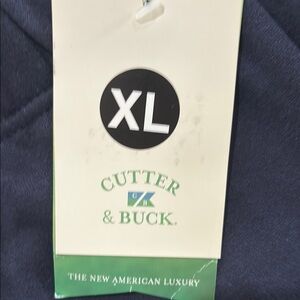 XL
CUTTER
C B
& BUCK.
THE NEW AMERICAN LUXURY